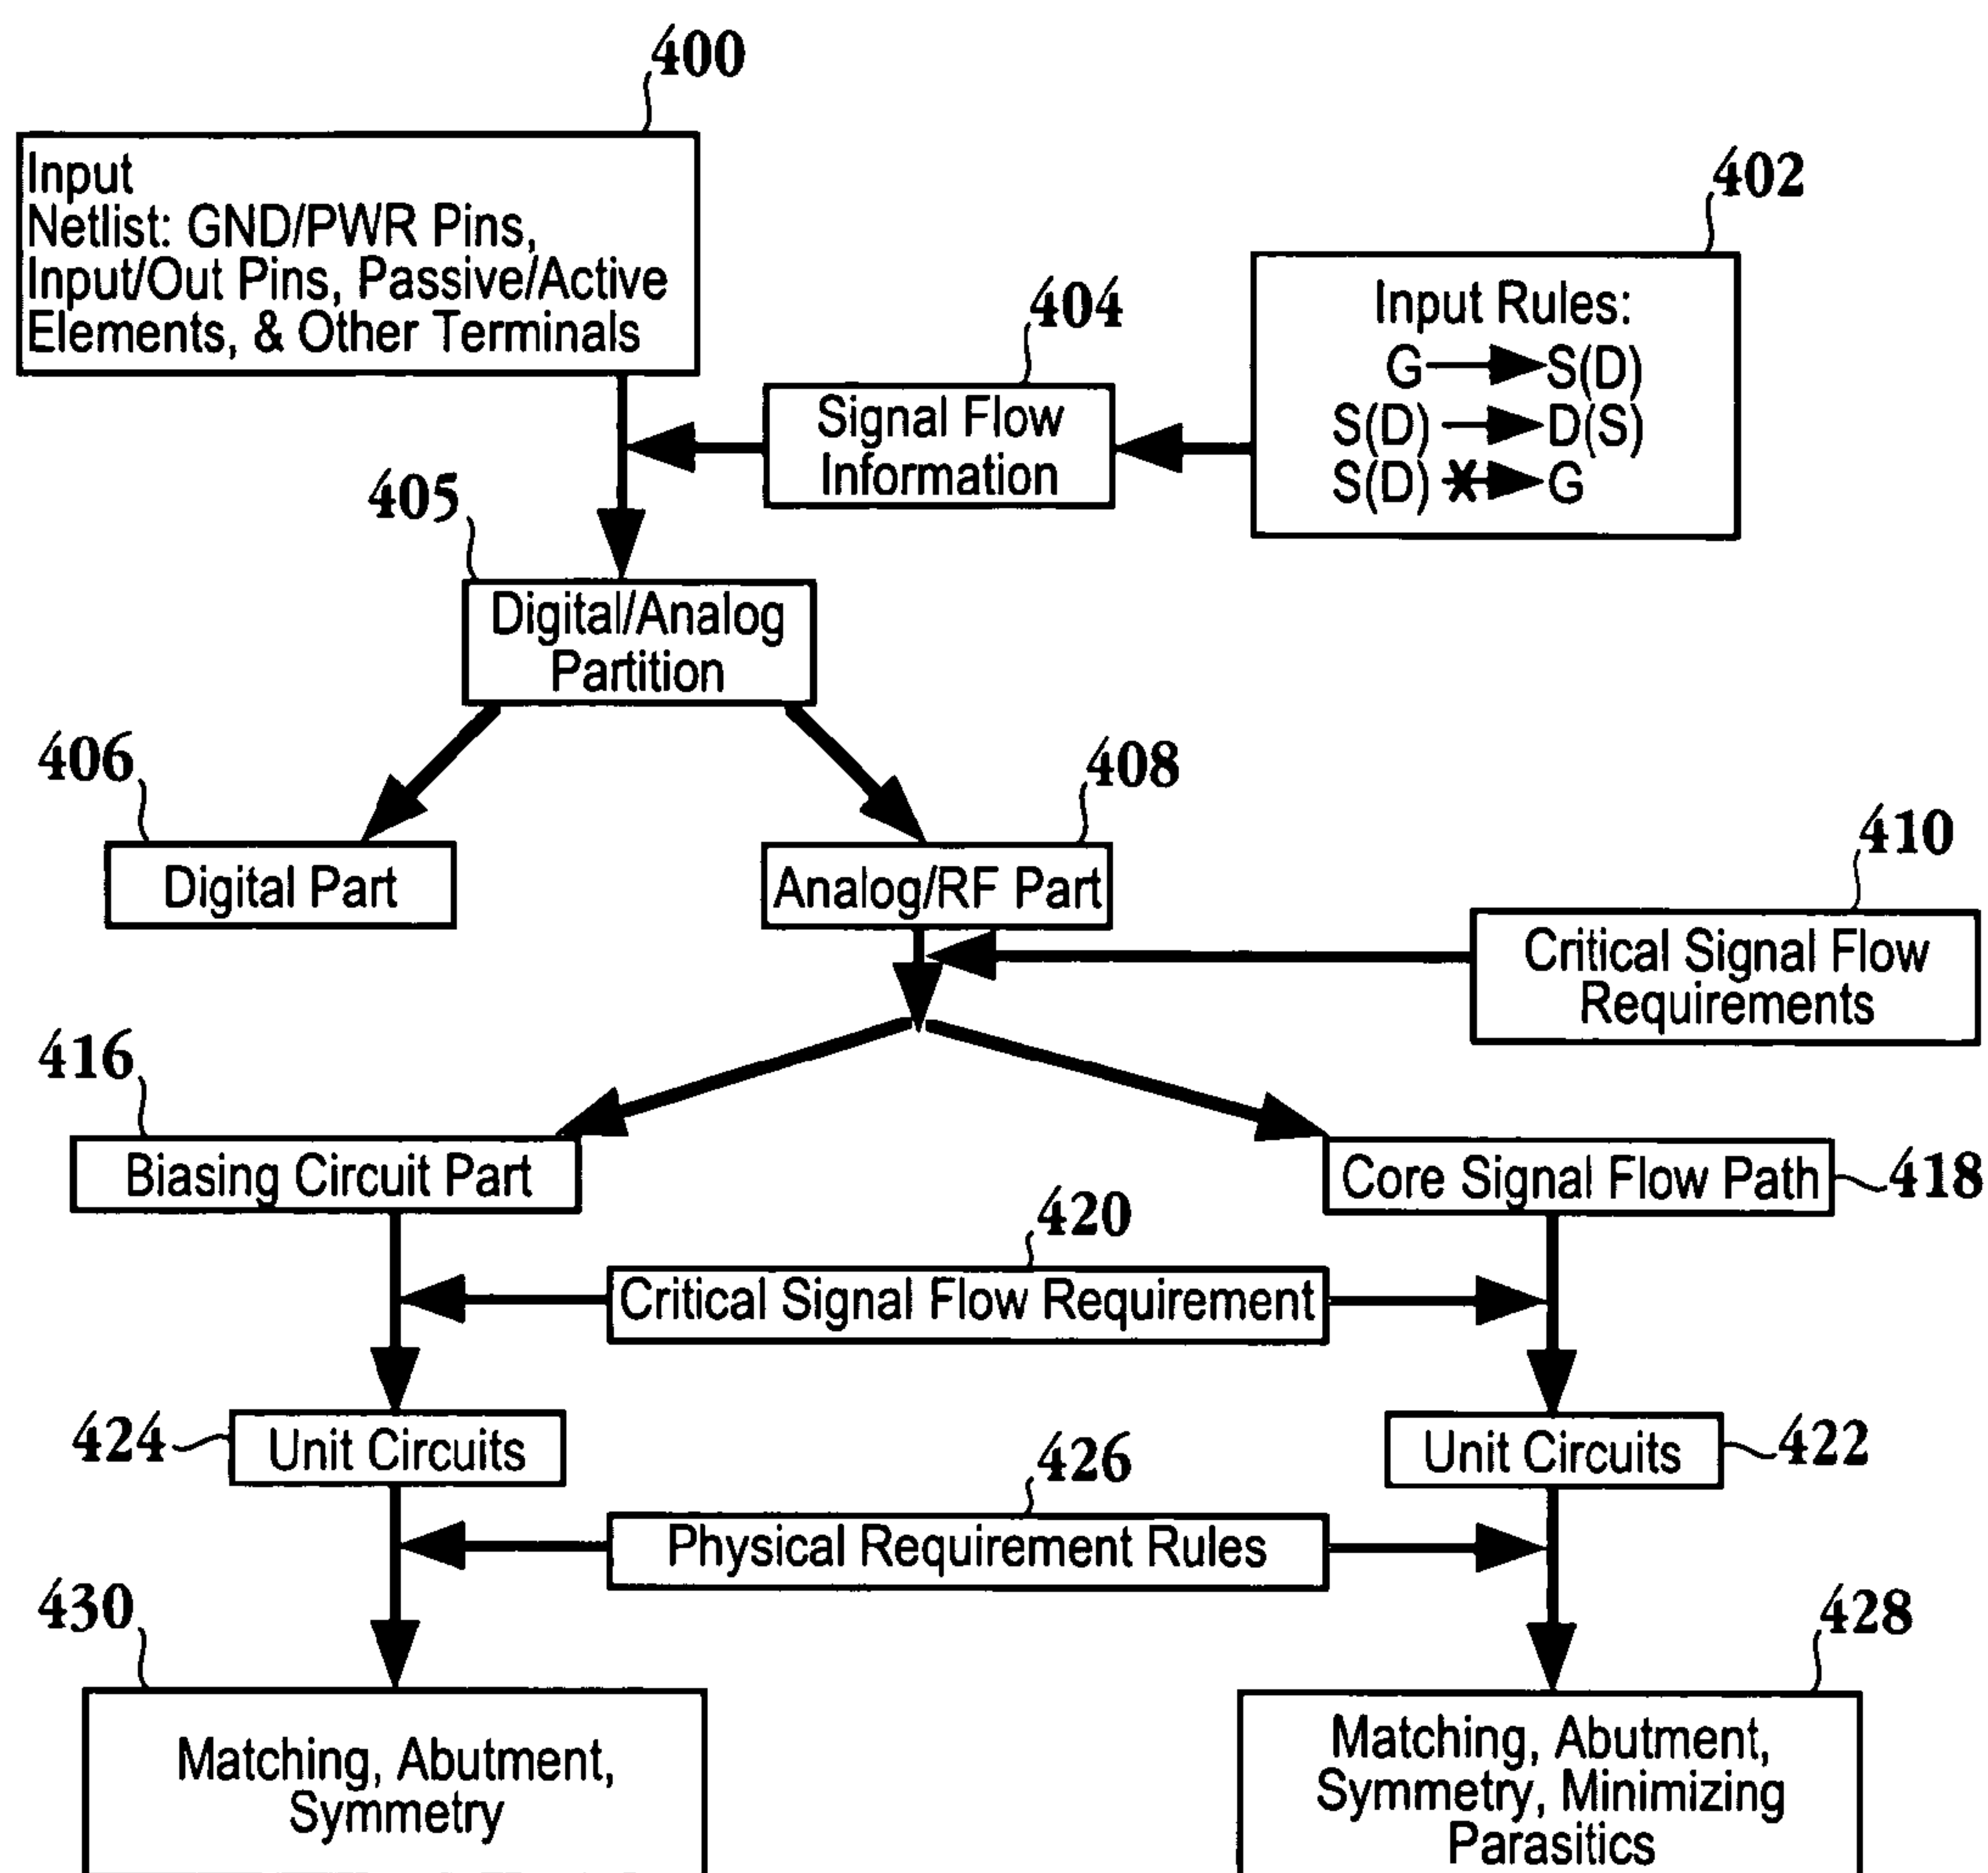 400
Input
Netlist: GND/PWR Pins,
Input/Out Pins, Passive/Active
Elements, & Other Terminals
402
Input Rules:
G → S(D)
S(D) → D(S)
S(D) *→ G
404
Signal Flow
Information
405
Digital/Analog
Partition
406
Digital Part
408
Analog/RF Part
410
Critical Signal Flow
Requirements
416
Biasing Circuit Part
Core Signal Flow Path
418
420
Critical Signal Flow Requirement
424
Unit Circuits
Unit Circuits
422
426
Physical Requirement Rules
430
Matching, Abutment,
Symmetry
428
Matching, Abutment,
Symmetry, Minimizing
Parasitics